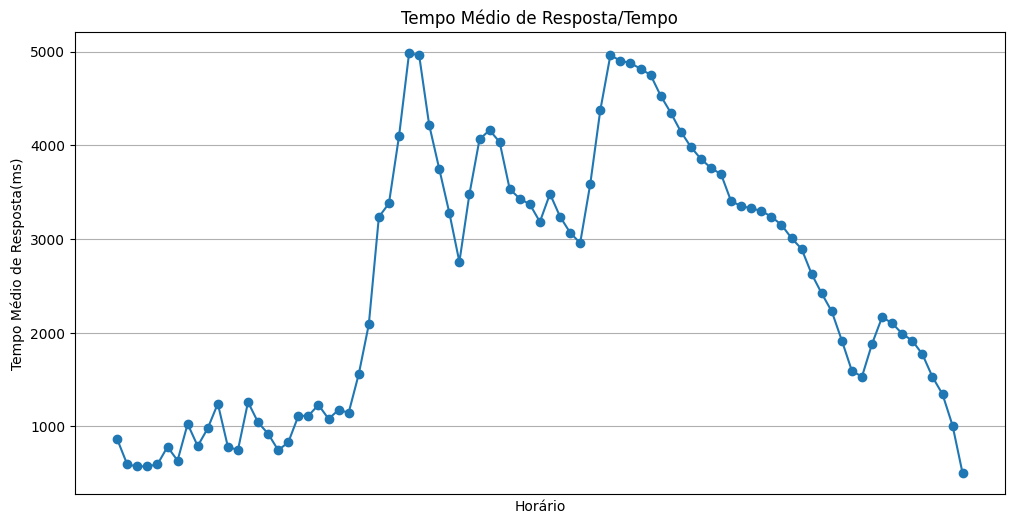 Tempo Médio de Resposta/Tempo
5000
4000
3000
2000
1000
Tempo Médio de Resposta(ms)
Horário